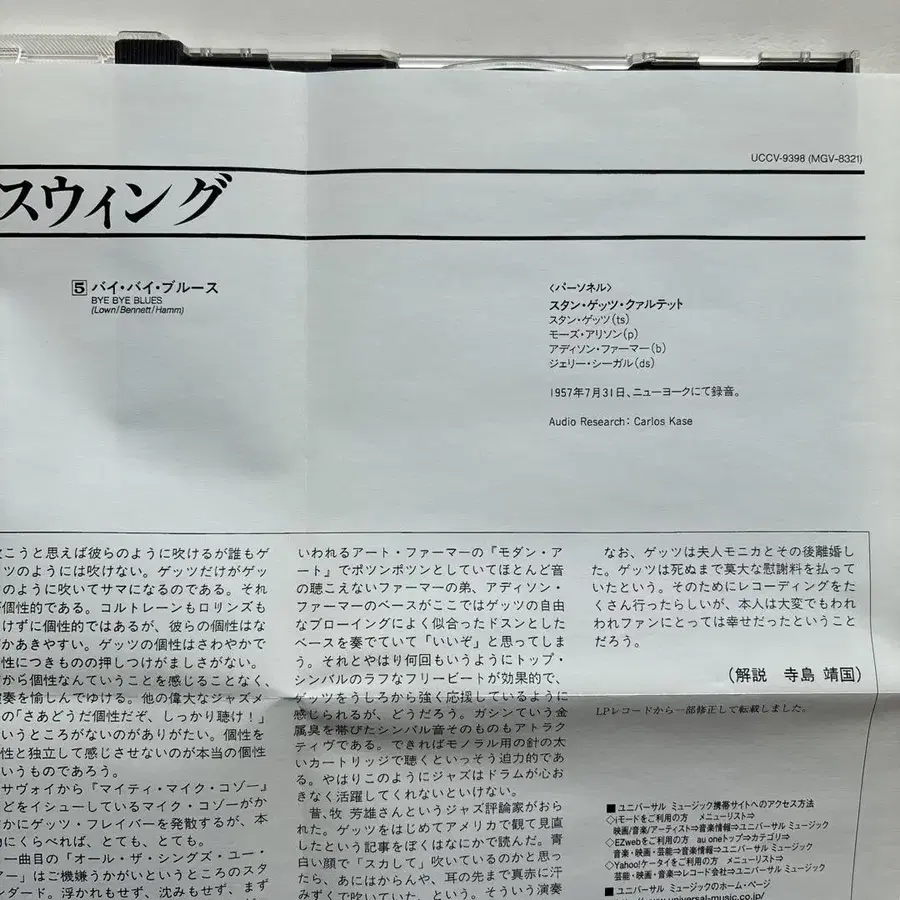 UCCV-9398 (MGV-8321)
スウィング
5 バイ・バイ・ブルース
BYE BYE BLUES
(Lown/Bennett/Hamm)
〈パーソネル〉
スタン・ゲッツ・クァルテット
スタン・ゲッツ(ts)
モーズ・アリソン(p)
アディソン・ファーマー(b)
ジェリー・シーガル(ds)
1957年7月31日、ニューヨークにて録音。
Audio Research: Carlos Kase
こうと思えば彼らのように吹けるが誰もゲ
ツのようには吹けない。ゲッツだけがゲッ
のように吹いてサマになるのである。それ
個性的である。コルトレーンもロリンズも
けずに個性的ではあるが、彼らの個性はな
かあきやすい。ゲッツの個性はさわやかで
性につきものの押しつけがましさがない。
から個性なんていうことを感じることなく、
演奏を愉しんでゆける。他の偉大なジャズメ
の「さあどうだ個性だぞ、しっかり聴け！」
いうところがないのがありがたい。個性を
性と独立して感じさせないのが本当の個性
いうものであろう。
サヴォイから『マイティ・マイク・コゾー』
どをイシューしているマイク・コゾーがか
かにゲッツ・フレイバーを発散するが、本
にくらべれば、とても、とても。
一曲目の「オール・ザ・シングズ・ユー・
アー」はご機嫌うかがいというところのスタ
ンダード。浮かれもせず、沈みもせず、まず
いわれるアート・ファーマーの『モダン・ア
ート』でポツンポツンとしていてほとんど音
の聴こえないファーマーの弟、アディソン・
ファーマーのベースがここではゲッツの自由
なブローイングによく似合ったドスンとした
ベースを奏でていて「いいぞ」と思ってしま
う。それとやはり何回もいうようにトップ・
シンバルのラフなフリービートが効果的で、
ゲッツをうしろから強く応援しているように
感じられるが、どうだろう。ガシンていう金
属臭を帯びたシンバル音そのものもアトラク
ティヴである。できればモノラル用の針の太
いカートリッジで聴くといっそう迫力的であ
る。やはりこのようにジャズはドラムが心お
きなく活躍してくれないといけない。
昔、牧 芳雄さんというジャズ評論家がおら
れた。ゲッツをはじめてアメリカで観て見直
したという記事をぼくはなにかで読んだ。青
白い顔で「スカして」吹いているのかと思っ
たら、あにはからんや、耳の先まで真赤に汗
みずくで吹いていた、という。そういう演奏
なお、ゲッツは夫人モニカとその後離婚し
た。ゲッツは死ぬまで莫大な慰謝料を払って
いたという。そのためにレコーディングをた
くさん行ったらしいが、本人は大変でもわれ
われファンにとっては幸せだったということ
だろう。
(解説 寺島 靖国)
LPレコードから一部修正して転載しました。
■ ユニバーサル ミュージック携帯サイトへのアクセス方法
◇iモードをご利用の方 メニューリスト⇒
映画/音楽/アーティスト⇒音楽情報⇒ユニバーサル ミュージック
◇EZwebをご利用の方 au oneトップ⇒カテゴリ⇒
音楽・映画・芸能⇒音楽情報⇒ユニバーサル ミュージック
◇Yahoo!ケータイをご利用の方 メニューリスト⇒
芸能・映画・音楽⇒レコード会社⇒ユニバーサル ミュージック
■ ユニバーサル ミュージックのホーム・ページ
http://www.universal-music.co.jp/